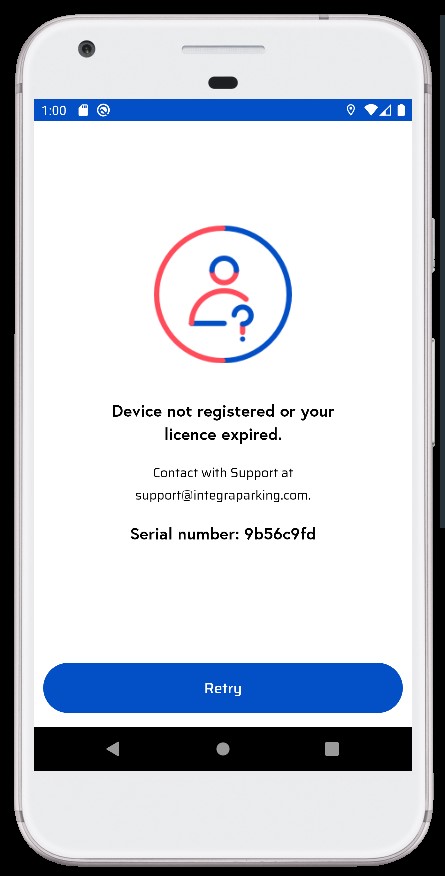 1:00
Device not registered or your
licence expired.
Contact with Support at
support@integraparking.com.
Serial number: 9b56c9fd
Retry